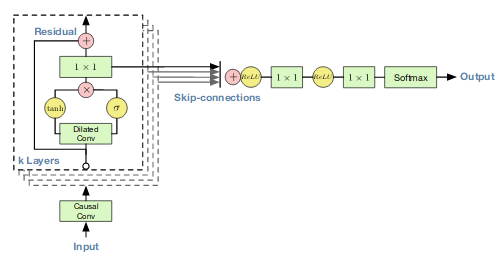 Residual
+
1 × 1
×
tanh
σ
Dilated
Conv
k Layers
Causal
Conv
Input
+
ReLU
1 × 1
ReLU
1 × 1
Softmax
Output
Skip-connections